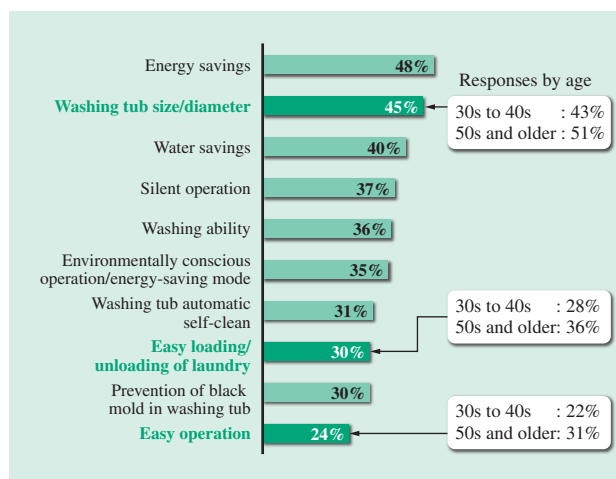 Energy savings 48%
Responses by age
Washing tub size/diameter 45%
30s to 40s : 43%
50s and older : 51%
Water savings 40%
Silent operation 37%
Washing ability 36%
Environmentally conscious
operation/energy-saving mode 35%
Washing tub automatic
self-clean 31%
30s to 40s : 28%
50s and older: 36%
Easy loading/
unloading of laundry 30%
Prevention of black
mold in washing tub 30%
30s to 40s : 22%
50s and older: 31%
Easy operation 24%